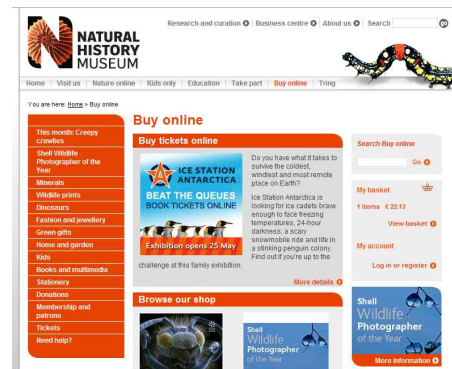 Research and curation Business centre About us Search go
NATURAL
HISTORY
MUSEUM
Home Visit us Nature online Kids only Education Take part Buy online Tring
You are here: Home » Buy online
This month: Creepy
crawlies
Shell Wildlife
Photographer of the
Year
Minerals
Wildlife prints
Dinosaurs
Fashion and jewellery
Green gifts
Home and garden
Kids
Books and multimedia
Stationery
Donations
Membership and
patrons
Tickets
Need help?
Buy online
Buy tickets online
ICE STATION
ANTARCTICA
BEAT THE QUEUES
BOOK TICKETS ONLINE
Exhibition opens 25 May
Do you have what it takes to
survive the coldest,
windiest and most remote
place on Earth?
Ice Station Antarctica is
looking for ice cadets brave
enough to face freezing
temperatures, 24-hour
darkness, a scary
snowmobile ride and life in
a stinking penguin colony.
Find out if you're up to the
challenge at this family exhibition.
More details
Browse our shop
Shell
Wildlife
Photographer
of the Year
Search Buy online
Go
My basket
1 items £ 22.13
View basket
My account
Log in or register
Shell
Wildlife
Photographer
of the Year
More information